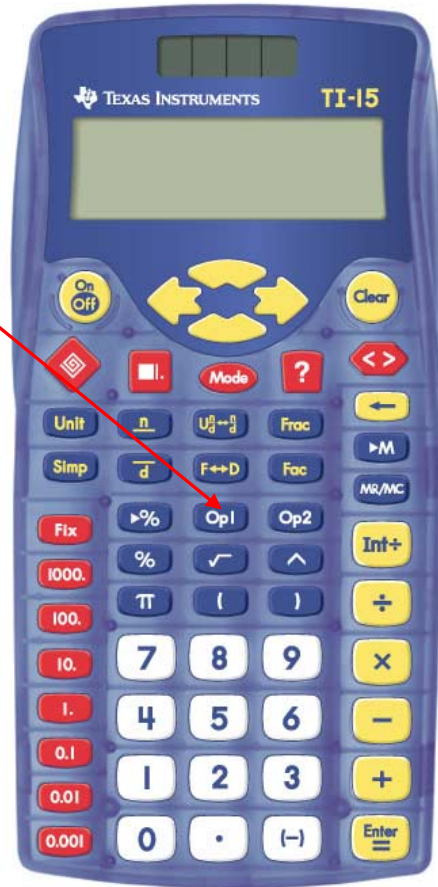 TEXAS INSTRUMENTS TI-15
On
Off
Clear
Mode ? < >
Unit n U n/d ↔ n/d Frac ←
Simp d F↔D Fac ►M
MR/MC
Fix ►% Op1 Op2
1000. % √ ^ Int÷
100. π ( ) ÷
10. 7 8 9 ×
1. 4 5 6 −
0.1
0.01 1 2 3 +
0.001 0 . (−) Enter
=